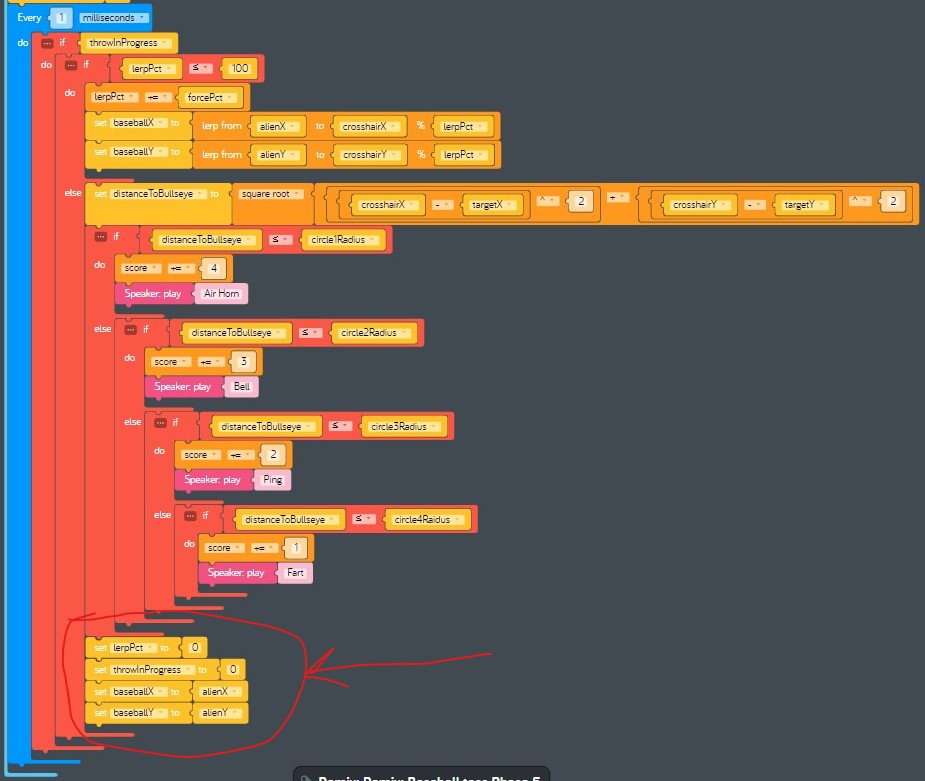 Every 1 milliseconds
do if throwInProgress
do if lerpPct ≤ 100
do lerpPct += forcePct
set baseballX to lerp from alienX to crosshairX % lerpPct
set baseballY to lerp from alienY to crosshairY % lerpPct
else set distanceToBullseye to square root crosshairX - targetX ^ 2 + crosshairY - targetY ^ 2
if distanceToBullseye ≤ circle1Radius
do score += 4
Speaker: play Air Horn
else if distanceToBullseye ≤ circle2Radius
do score += 3
Speaker: play Bell
else if distanceToBullseye ≤ circle3Radius
do score += 2
Speaker: play Ping
else if distanceToBullseye ≤ circle4Raidus
do score += 1
Speaker: play Fart
set lerpPct to 0
set throwInProgress to 0
set baseballX to alienX
set baseballY to alienY